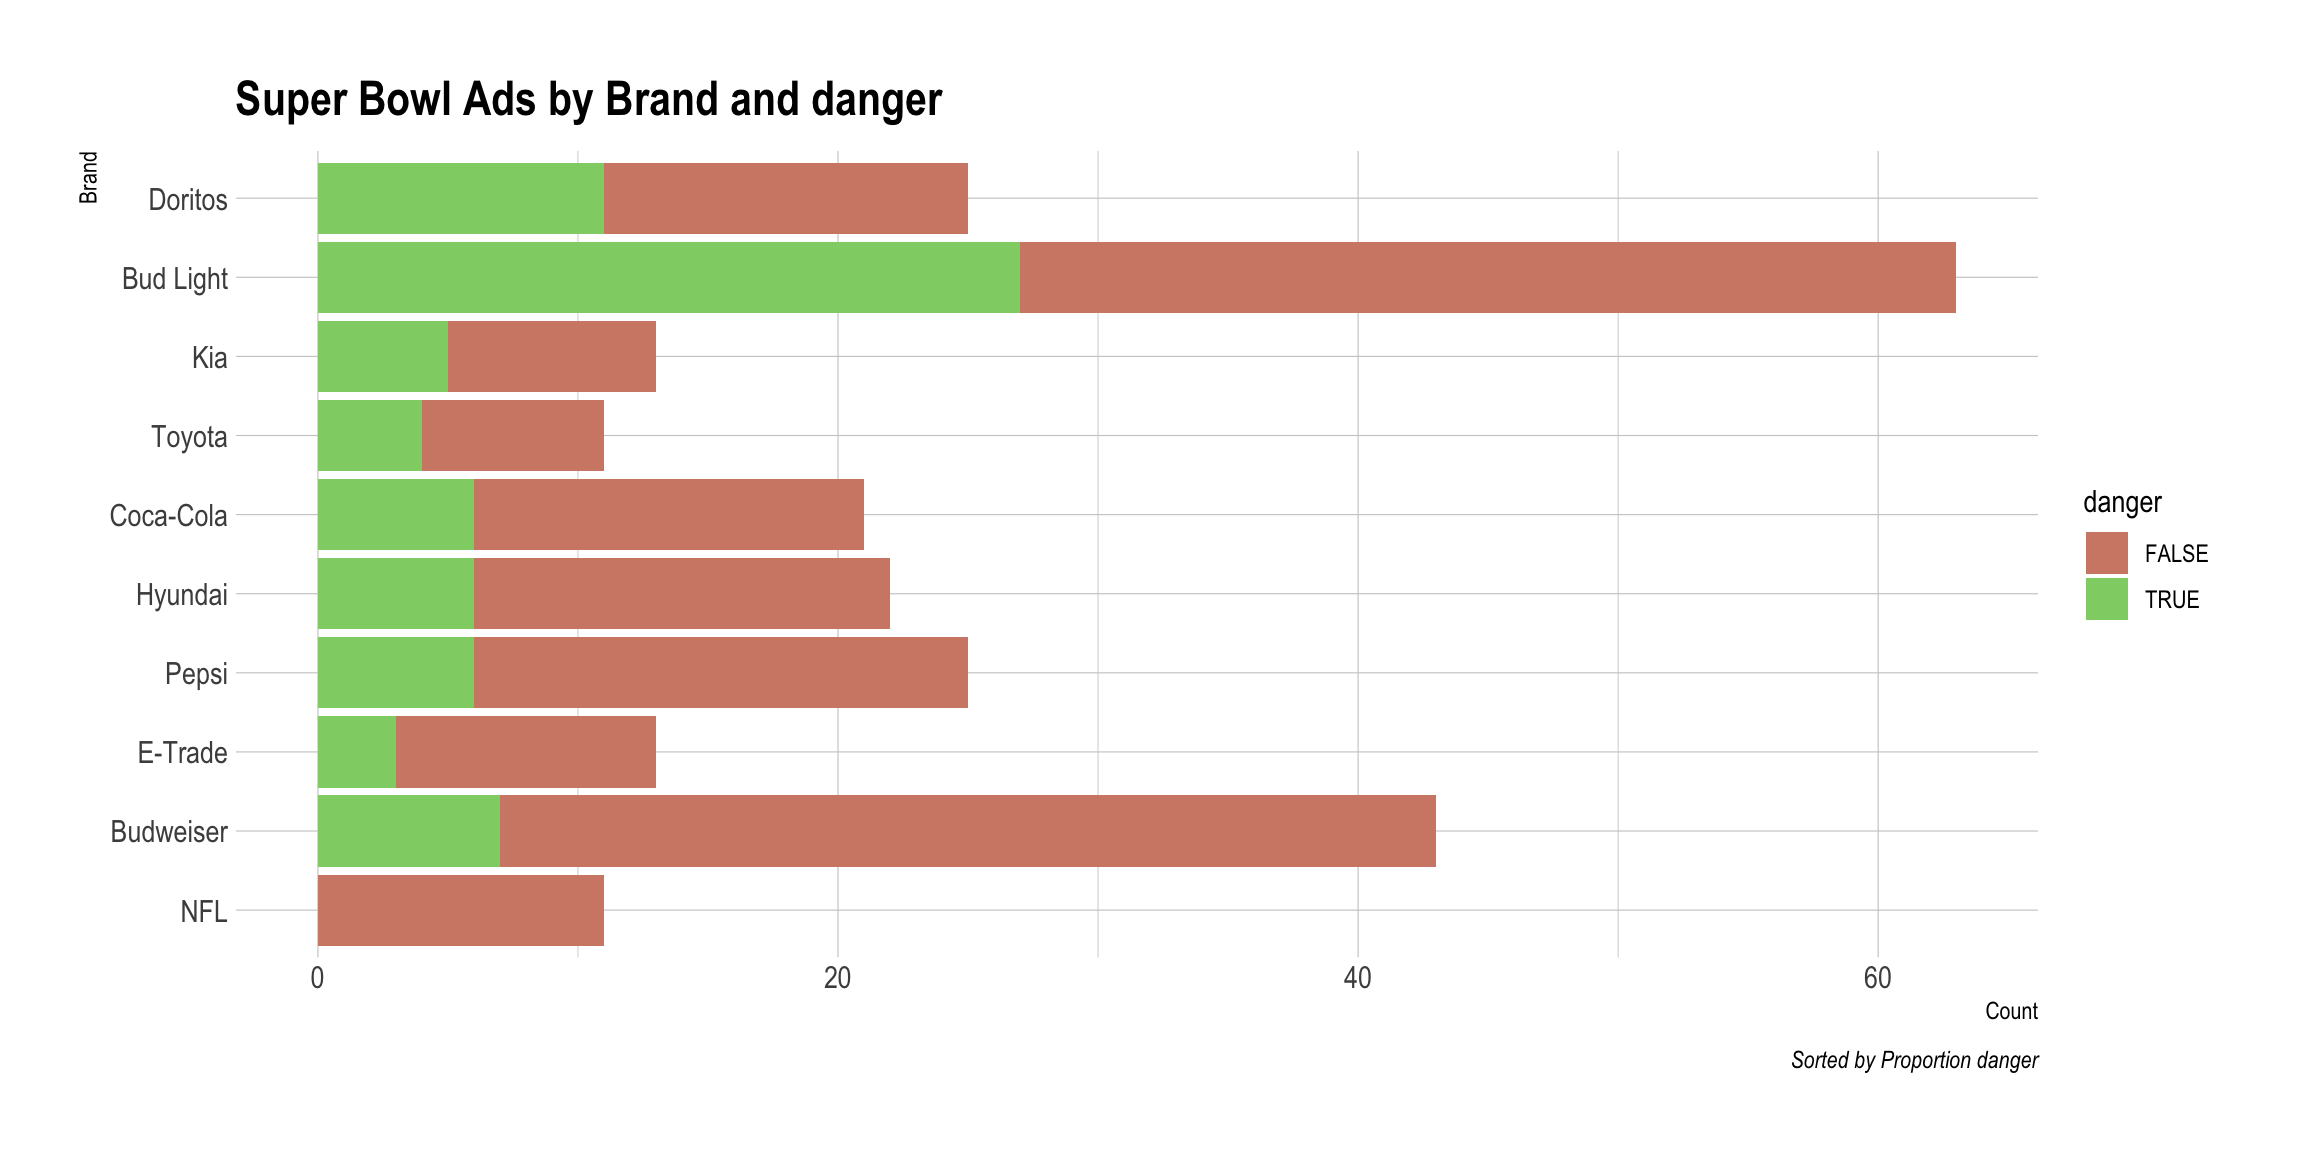 Super Bowl Ads by Brand and danger
Brand
Doritos
Bud Light
Kia
Toyota
Coca-Cola
Hyundai
Pepsi
E-Trade
Budweiser
NFL
0 20 40 60
Count
Sorted by Proportion danger
danger
FALSE
TRUE